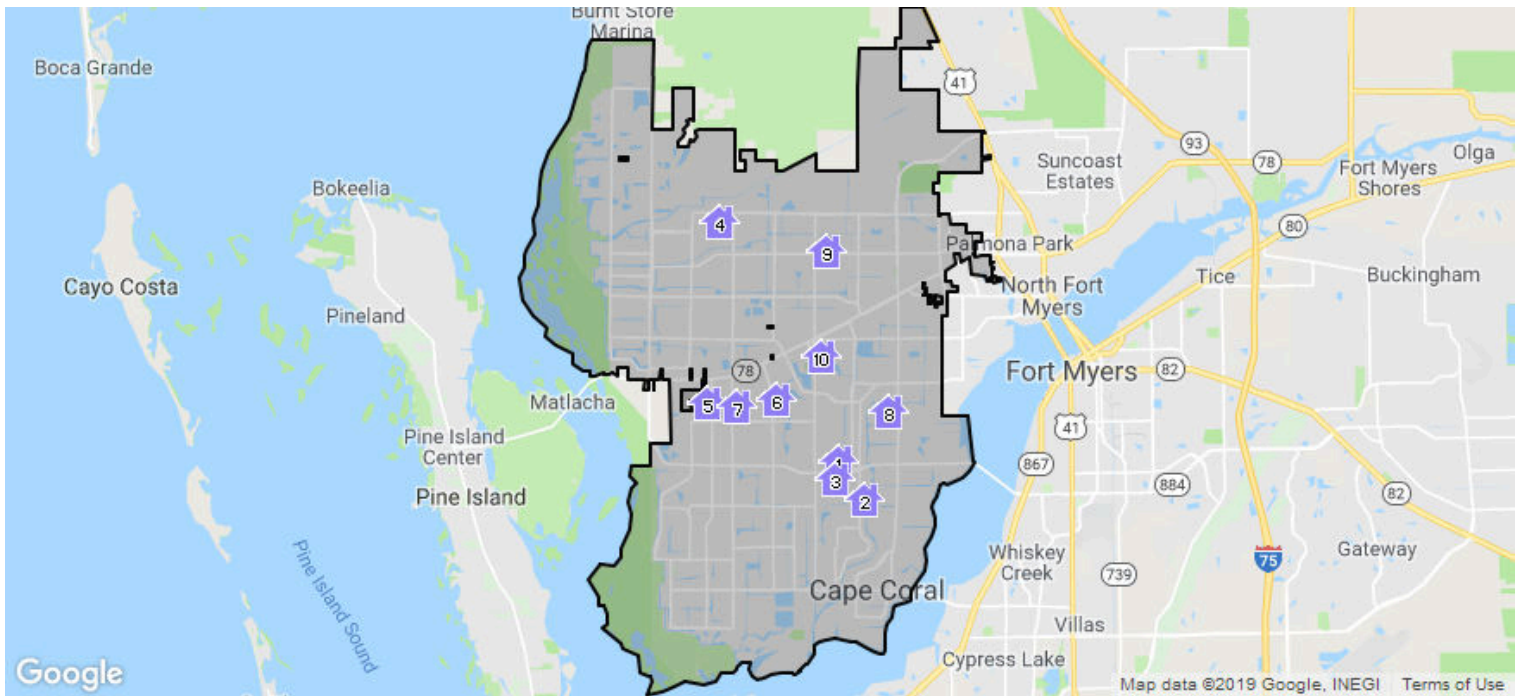 Burnt Store
Marina
Boca Grande
41
93
78
Olga
Suncoast
Estates
Fort Myers
Shores
Bokeelia
4
80
9
Parmona Park
Tice
Buckingham
Cayo Costa
North Fort
Myers
Pineland
10
78
Fort Myers
82
Matlacha
5
7
6
8
41
Pine Island
Center
1
867
3
884
Pine Island
2
82
Pine Island Sound
Whiskey
Creek
739
75
Gateway
Cape Coral
Villas
Cypress Lake
Google
Map data ©2019 Google, INEGI
Terms of Use